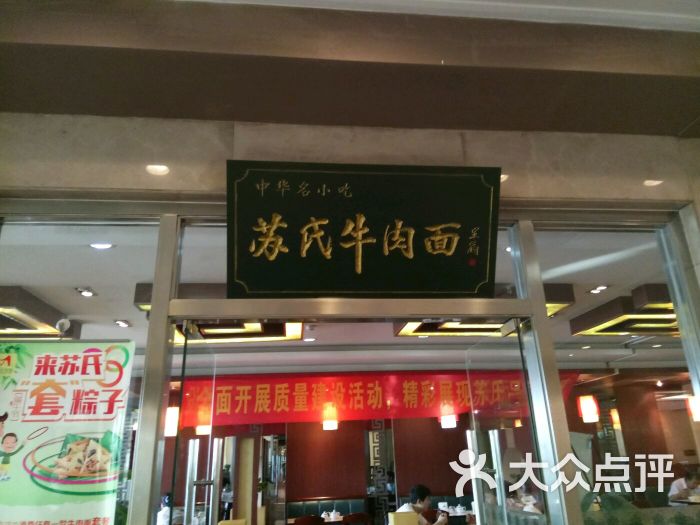 中华名小吃
苏氏牛肉面
全面开展质量建设活动，精彩展现苏氏
来苏氏
“套”粽子
大众点评